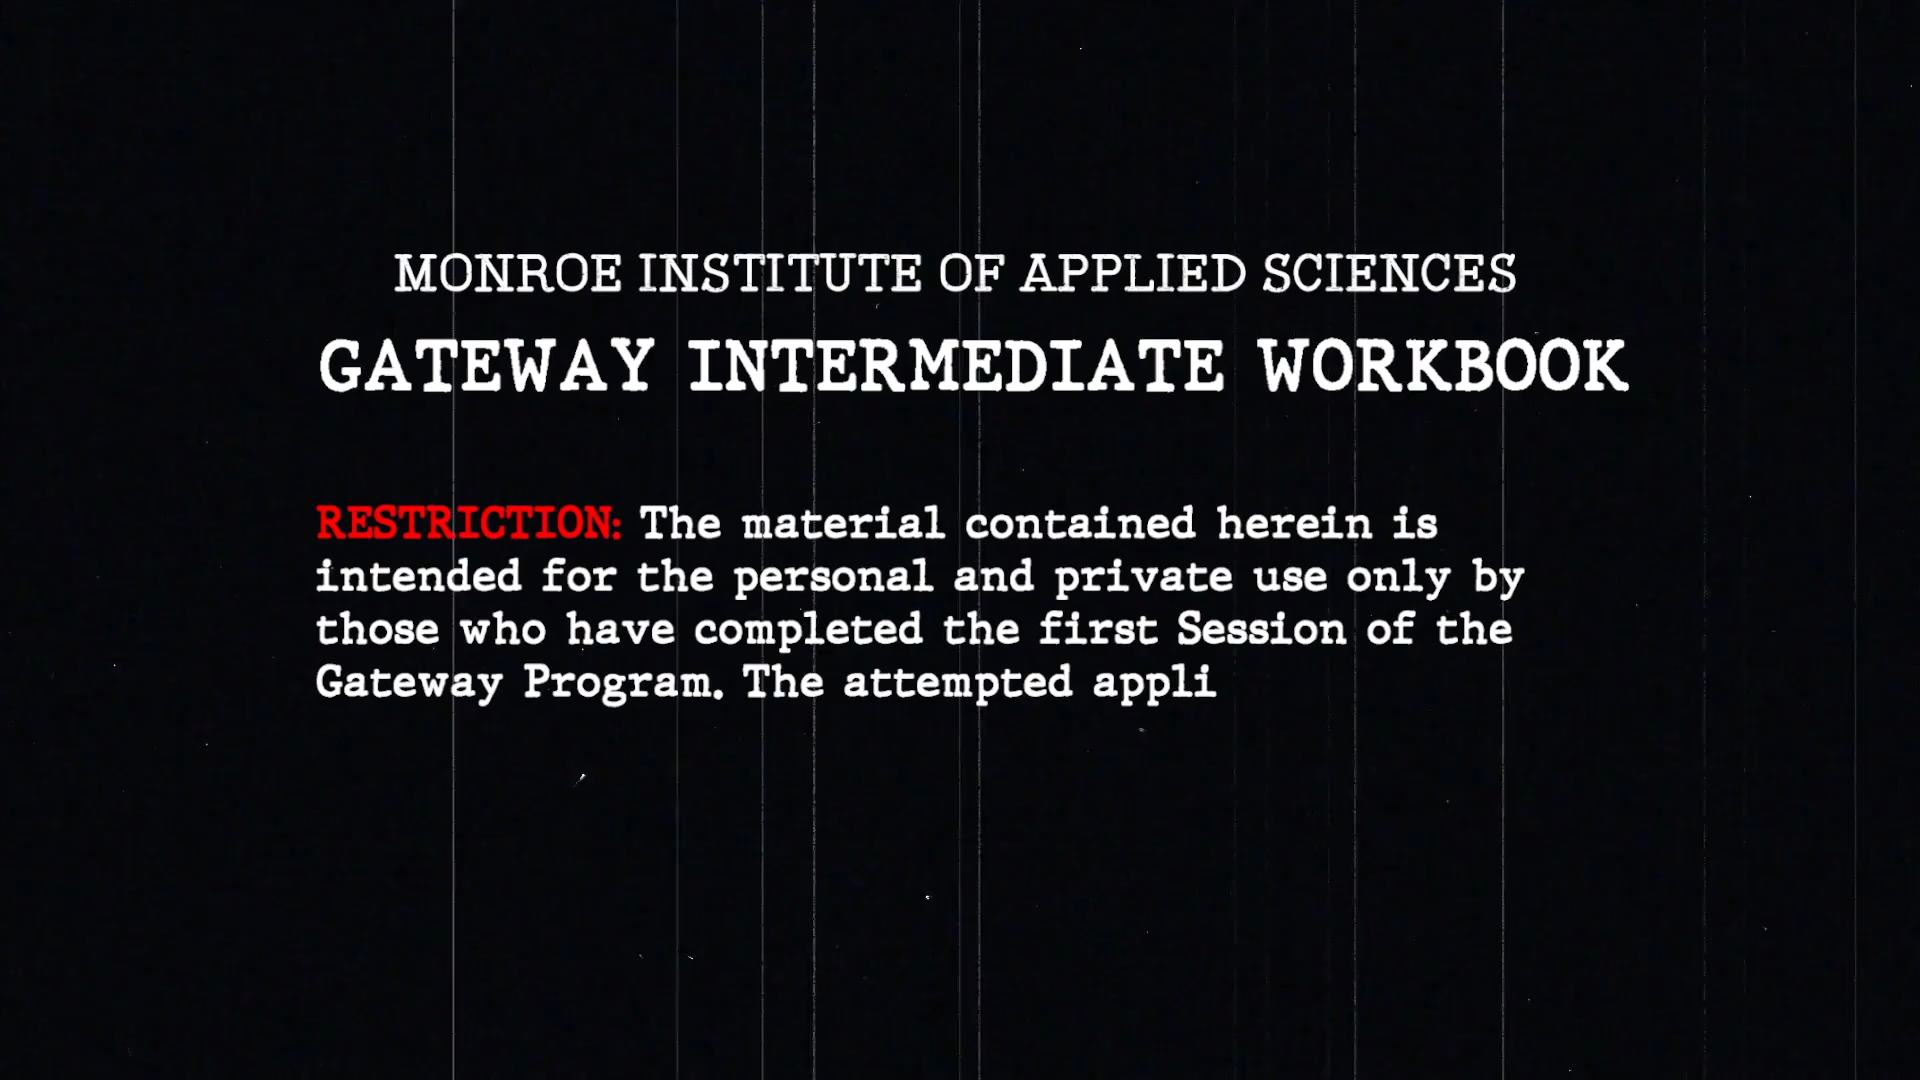 MONROE INSTITUTE OF APPLIED SCIENCES
GATEWAY INTERMEDIATE WORKBOOK
RESTRICTION: The material contained herein is
intended for the personal and private use only by
those who have completed the first Session of the
Gateway Program. The attempted appli